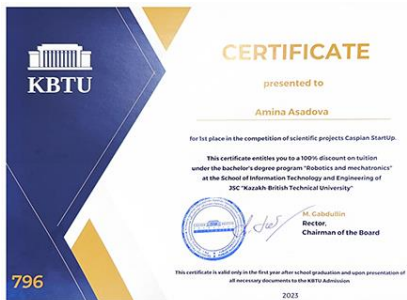 KBTU
CERTIFICATE
presented to
Amina Asadova
for 1st place in the competition of scientific projects Caspian StartUp.
This certificate entitles you to a 100% discount on tuition
under the bachelor's degree program "Robotics and mechatronics"
at the School of Information Technology and Engineering of
JSC "Kazakh-British Technical University"
M. Gabdullin
Rector,
Chairman of the Board
796
This certificate is valid only in the first year after school graduation and upon presentation of
all necessary documents to the KBTU Admission
2023